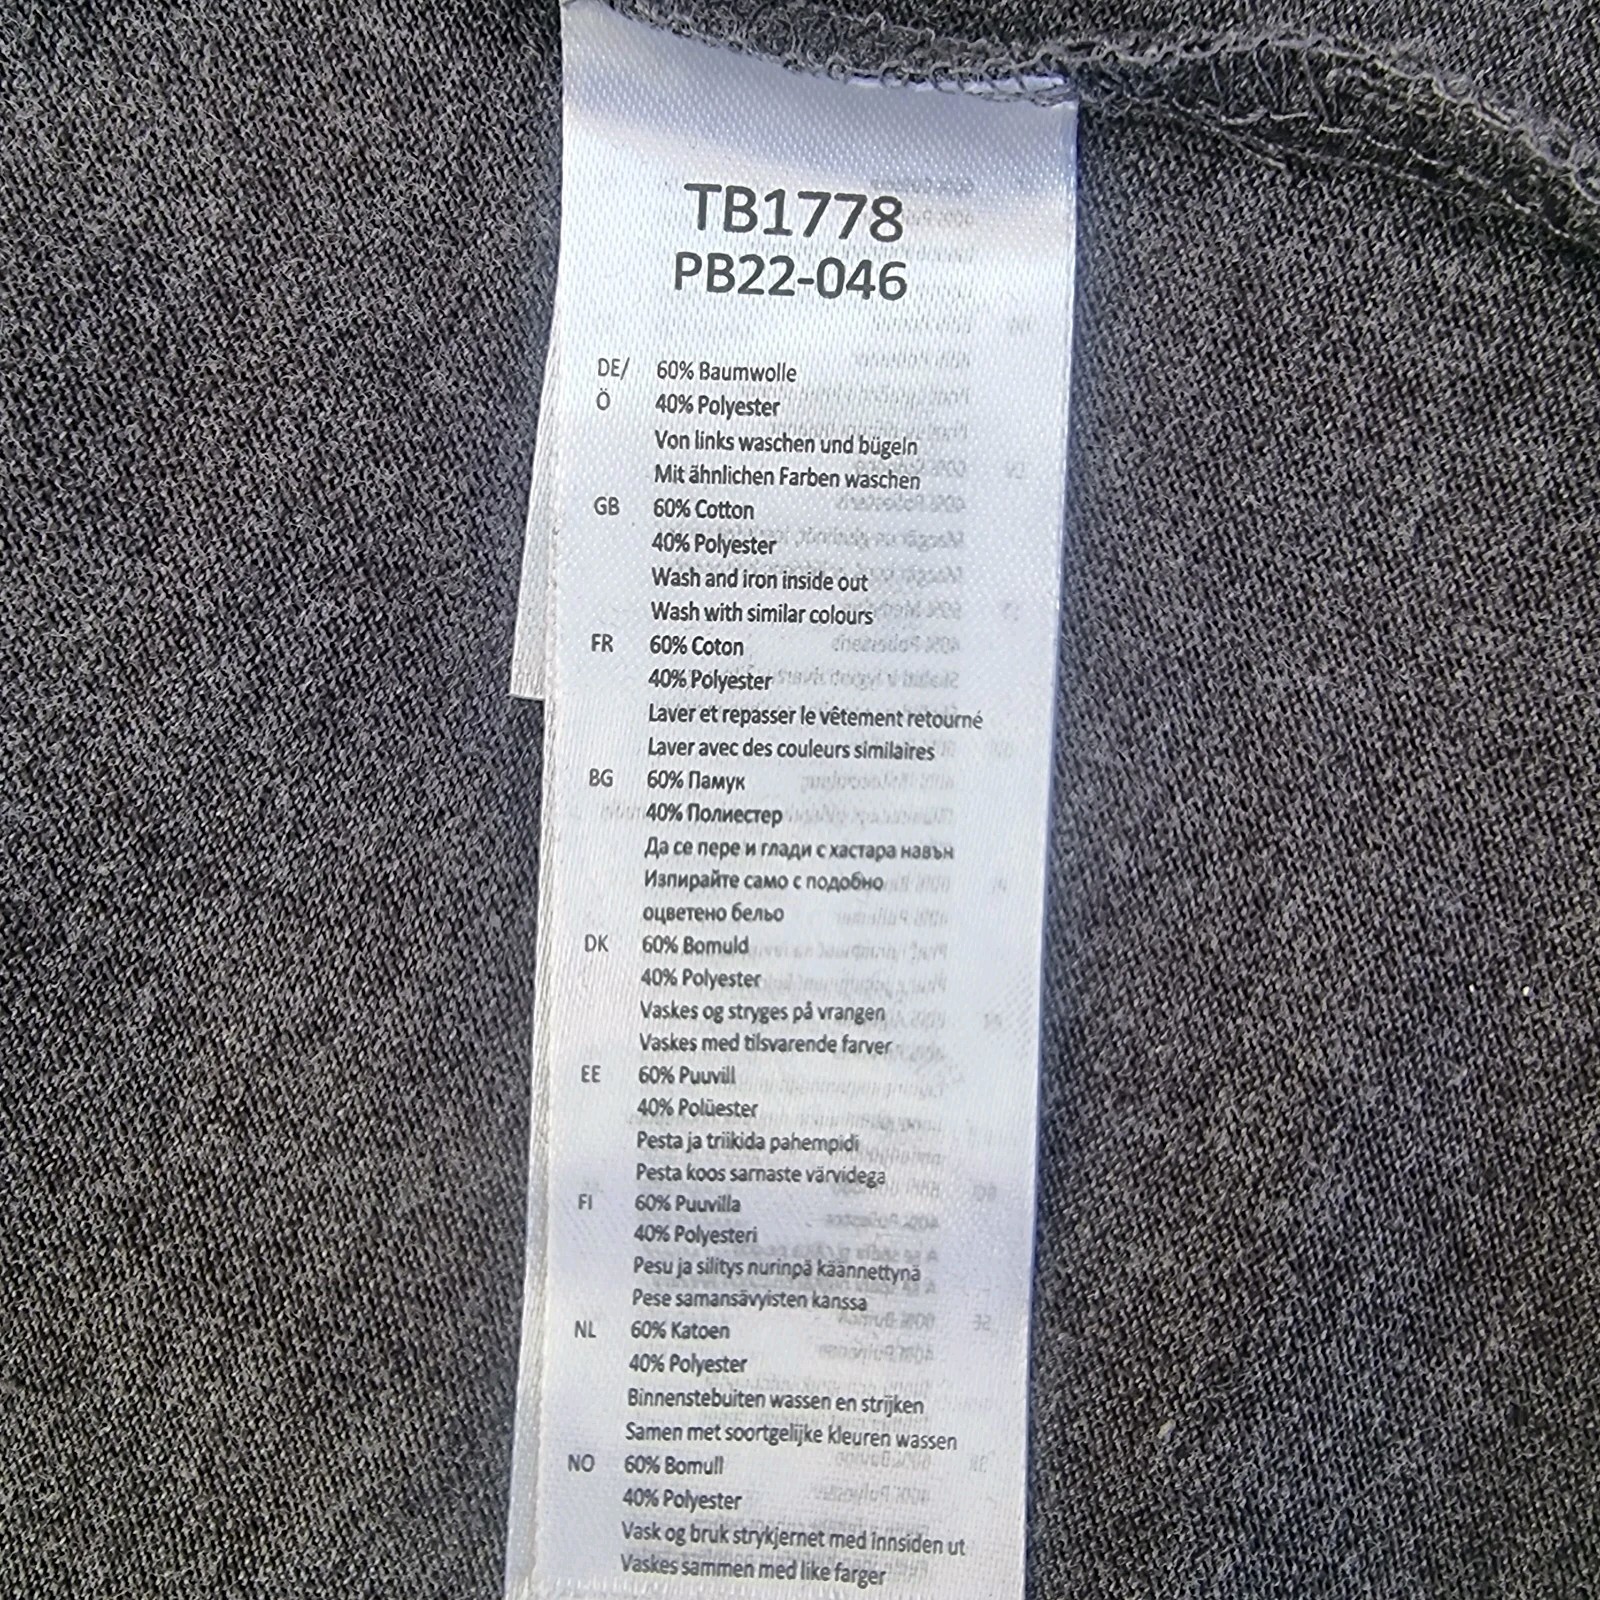 TB1778
PB22-046
DE/ 60% Baumwolle
Ö 40% Polyester
Von links waschen und bügeln
Mit ähnlichen Farben waschen
GB 60% Cotton
40% Polyester
Wash and iron inside out
Wash with similar colours
FR 60% Coton
40% Polyester
Laver et repasser le vêtement retourné
Laver avec des couleurs similaires
BG 60% Памук
40% Полиестер
Да се пере и глади с хастара навън
Изпирайте само с подобно
оцветено бельо
DK 60% Bomuld
40% Polyester
Vaskes og stryges på vrangen
Vaskes med tilsvarende farver
EE 60% Puuvill
40% Polüester
Pesta ja triikida pahempidi
Pesta koos sarnaste värvidega
FI 60% Puuvilla
40% Polyesteri
Pesu ja silitys nurinpä käännettynä
Pese samansävyisten kanssa
NL 60% Katoen
40% Polyester
Binnenstebuiten wassen en strijken
Samen met soortgelijke kleuren wassen
NO 60% Bomull
40% Polyester
Vask og bruk strykjernet med innsiden ut
Vaskes sammen med like farger